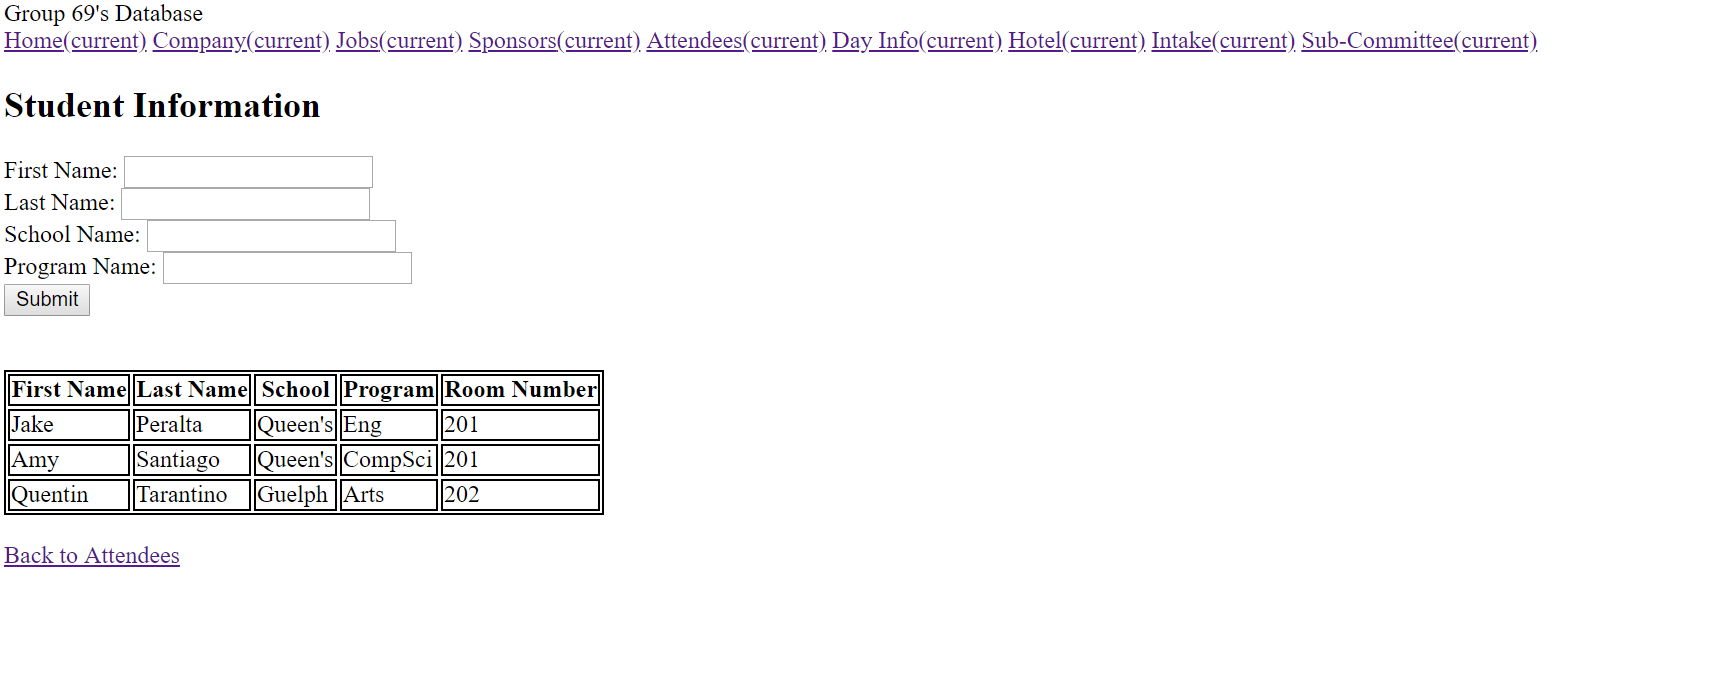 Group 69's Database
Home(current) Company(current) Jobs(current) Sponsors(current) Attendees(current) Day Info(current) Hotel(current) Intake(current) Sub-Committee(current)
Student Information
First Name:
Last Name:
School Name:
Program Name:
Submit
First Name Last Name School Program Room Number
Jake Peralta Queen's Eng 201
Amy Santiago Queen's CompSci 201
Quentin Tarantino Guelph Arts 202
Back to Attendees